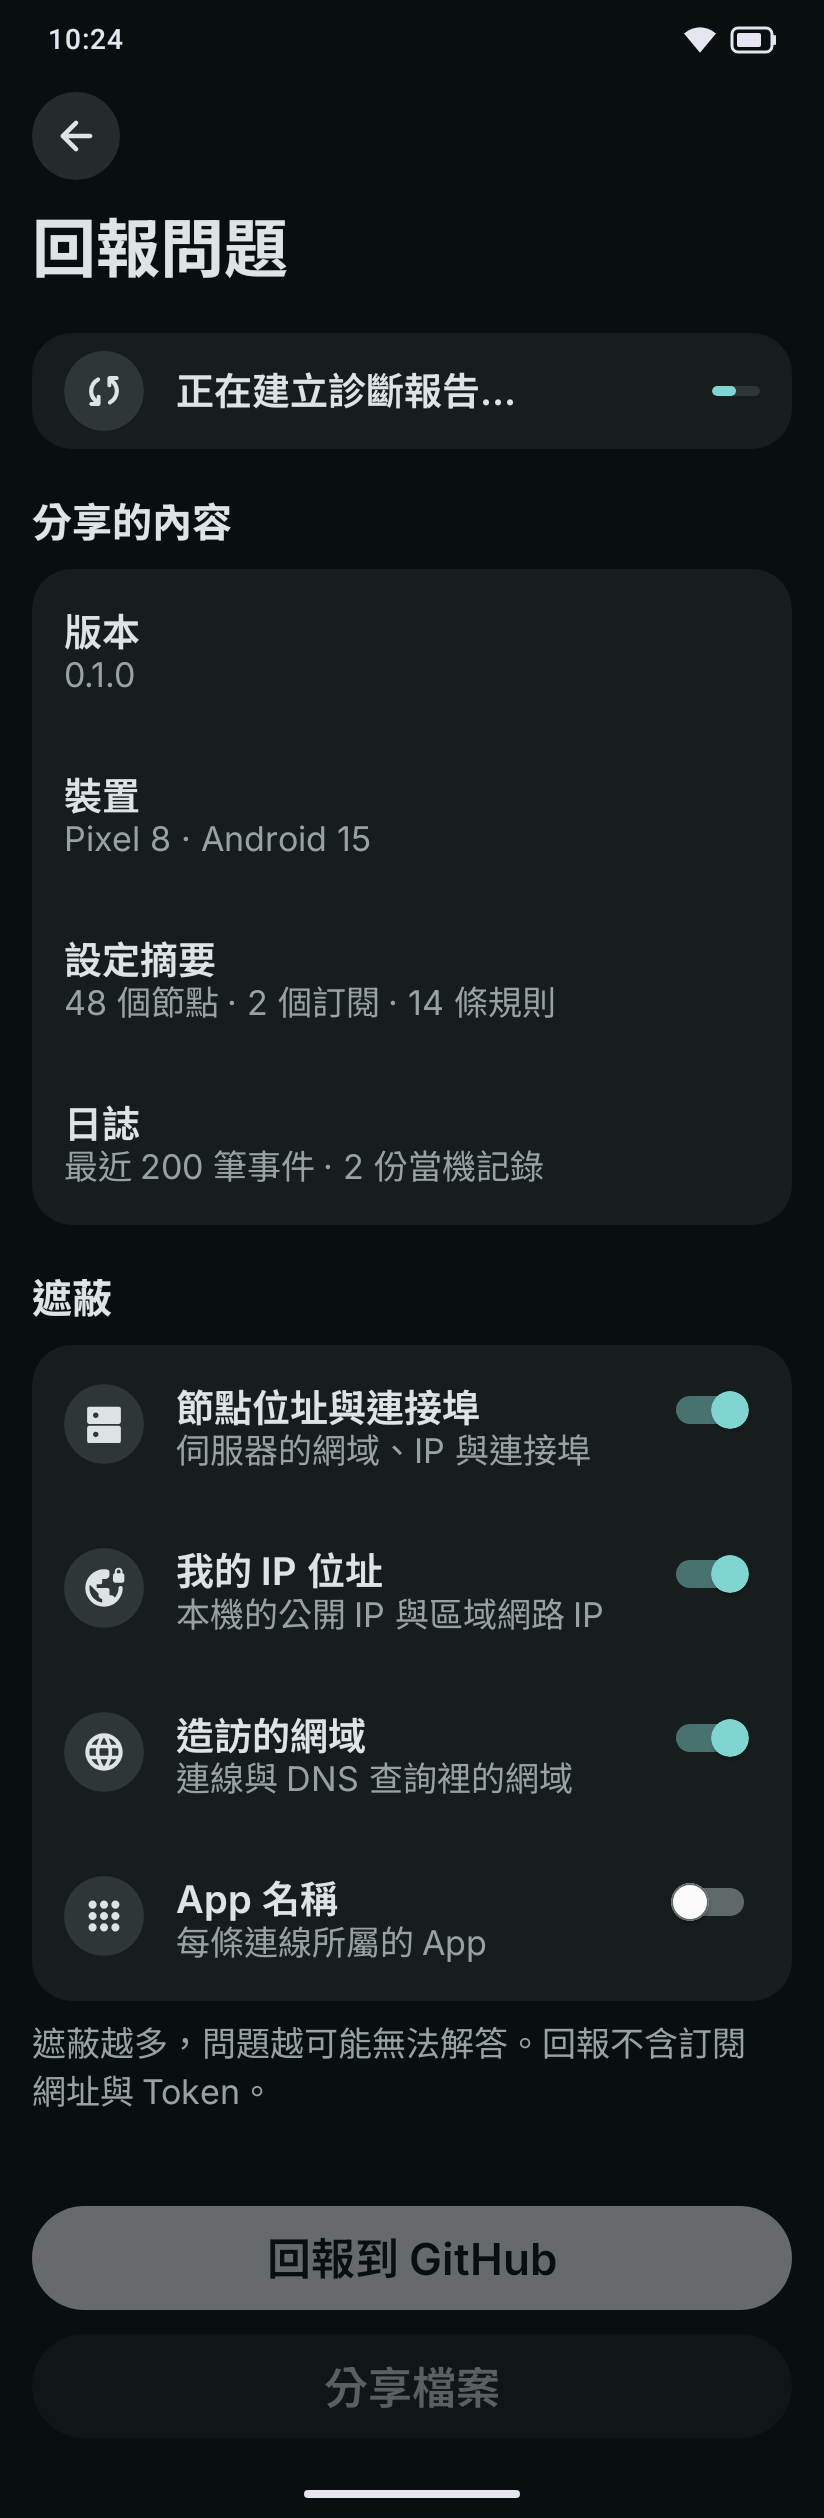 10:24
回報問題
正在建立診斷報告...
分享的內容
版本
0.1.0
裝置
Pixel 8 · Android 15
設定摘要
48 個節點 · 2 個訂閱 · 14 條規則
日誌
最近 200 筆事件 · 2 份當機記錄
遮蔽
節點位址與連接埠
伺服器的網域、IP 與連接埠
我的 IP 位址
本機的公開 IP 與區域網路 IP
造訪的網域
連線與 DNS 查詢裡的網域
App 名稱
每條連線所屬的 App
遮蔽越多，問題越可能無法解答。回報不含訂閱
網址與 Token。
回報到 GitHub
分享檔案